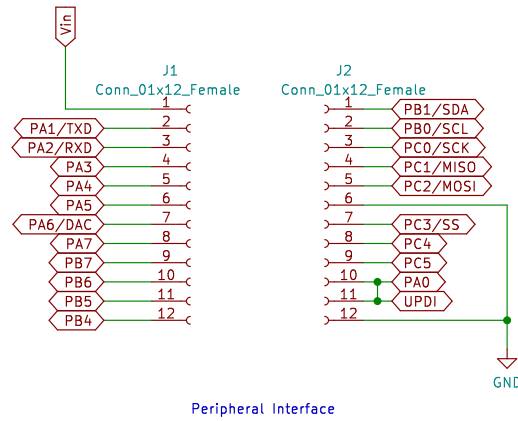 Vin
J1
Conn_01x12_Female
1
PA1/TXD 2
PA2/RXD 3
PA3 4
PA4 5
PA5 6
PA6/DAC 7
PA7 8
PB7 9
PB6 10
PB5 11
PB4 12
J2
Conn_01x12_Female
1 PB1/SDA
2 PB0/SCL
3 PC0/SCK
4 PC1/MISO
5 PC2/MOSI
6
7 PC3/SS
8 PC4
9 PC5
10 PA0
11 UPDI
12
GND
Peripheral Interface